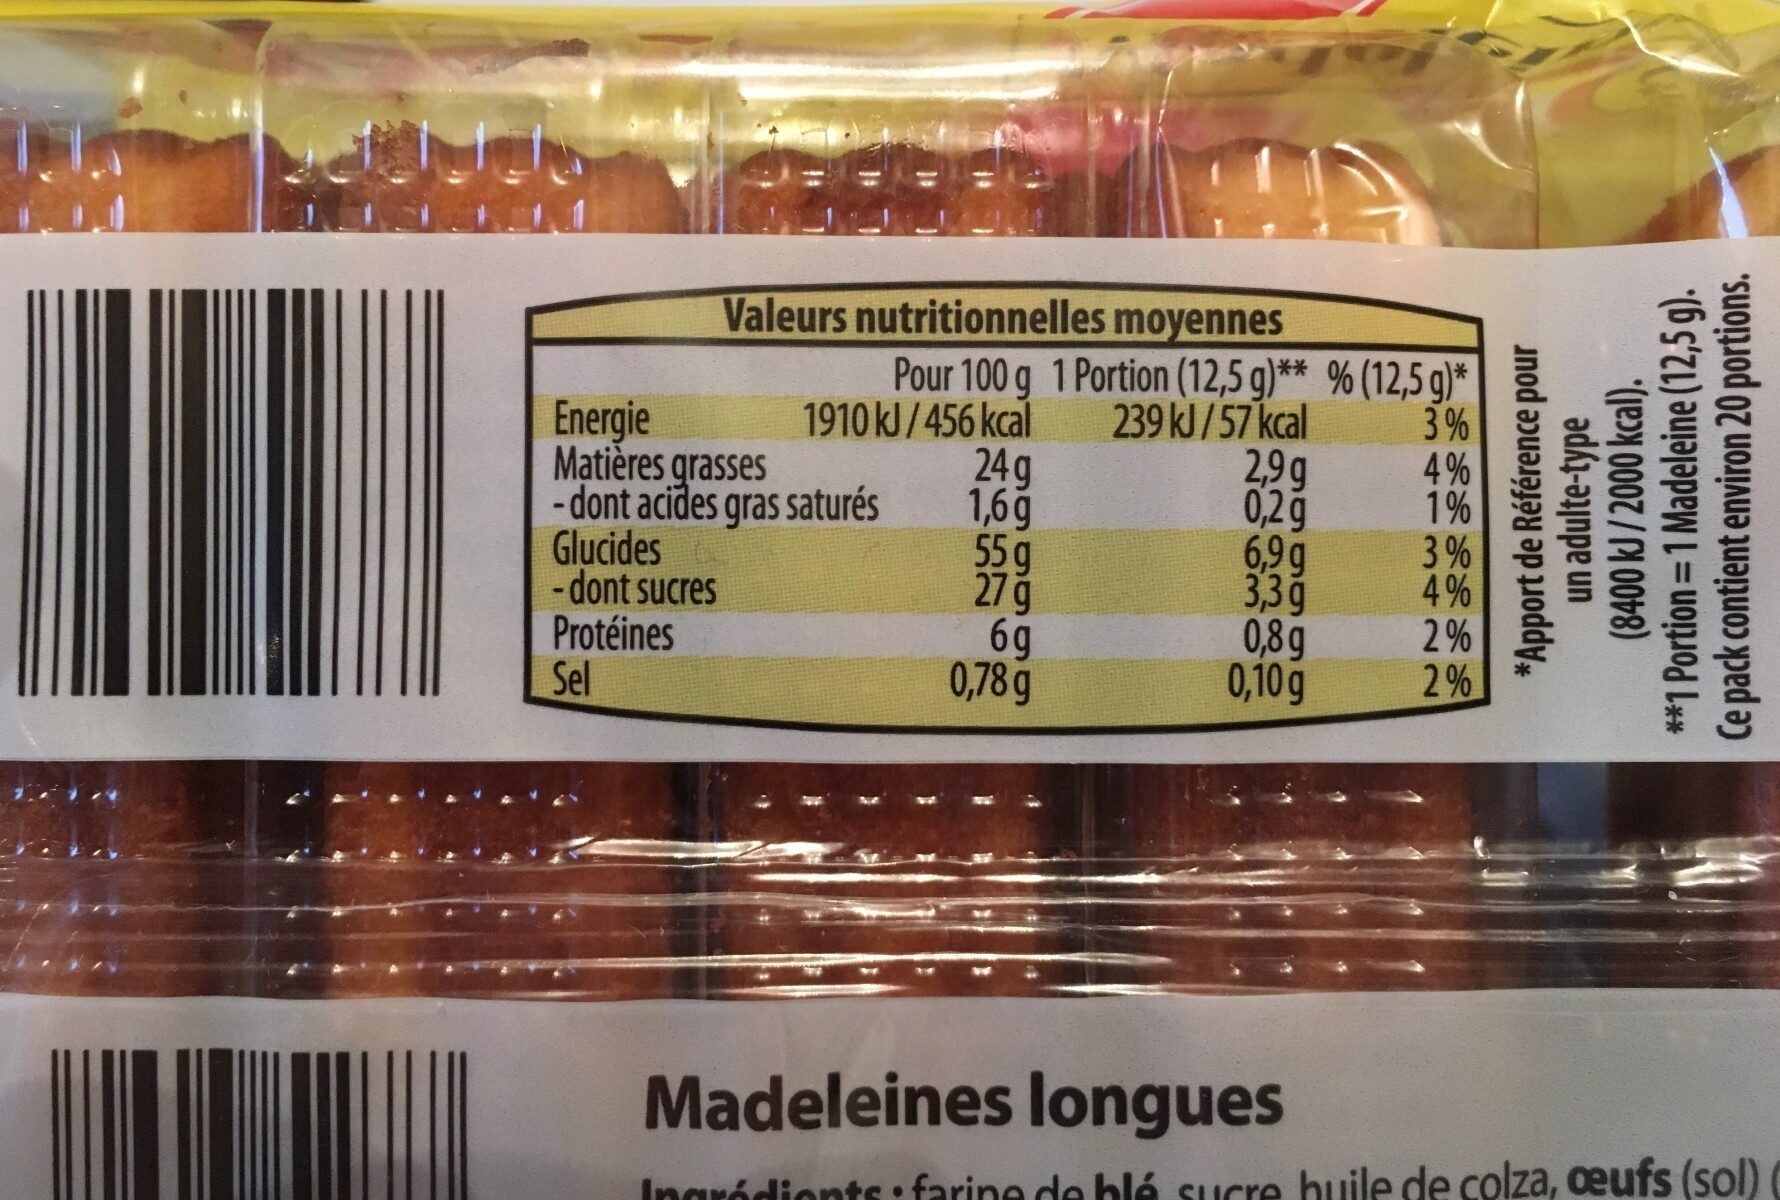 Valeurs nutritionnelles moyennes
Pour 100 g 1 Portion (12,5 g)** % (12,5 g)*
Energie 1910 kJ / 456 kcal 239 kJ / 57 kcal 3 %
Matières grasses 24 g 2,9 g 4 %
- dont acides gras saturés 1,6 g 0,2 g 1 %
Glucides 55 g 6,9 g 3 %
- dont sucres 27 g 3,3 g 4 %
Protéines 6 g 0,8 g 2 %
Sel 0,78 g 0,10 g 2 %
*Apport de Référence pour
un adulte-type
(8400 kJ / 2000 kcal).
**1 Portion = 1 Madeleine (12,5 g).
Ce pack contient environ 20 portions.
Madeleines longues
Ingrédients : farine de blé, sucre, huile de colza, œufs (sol) (